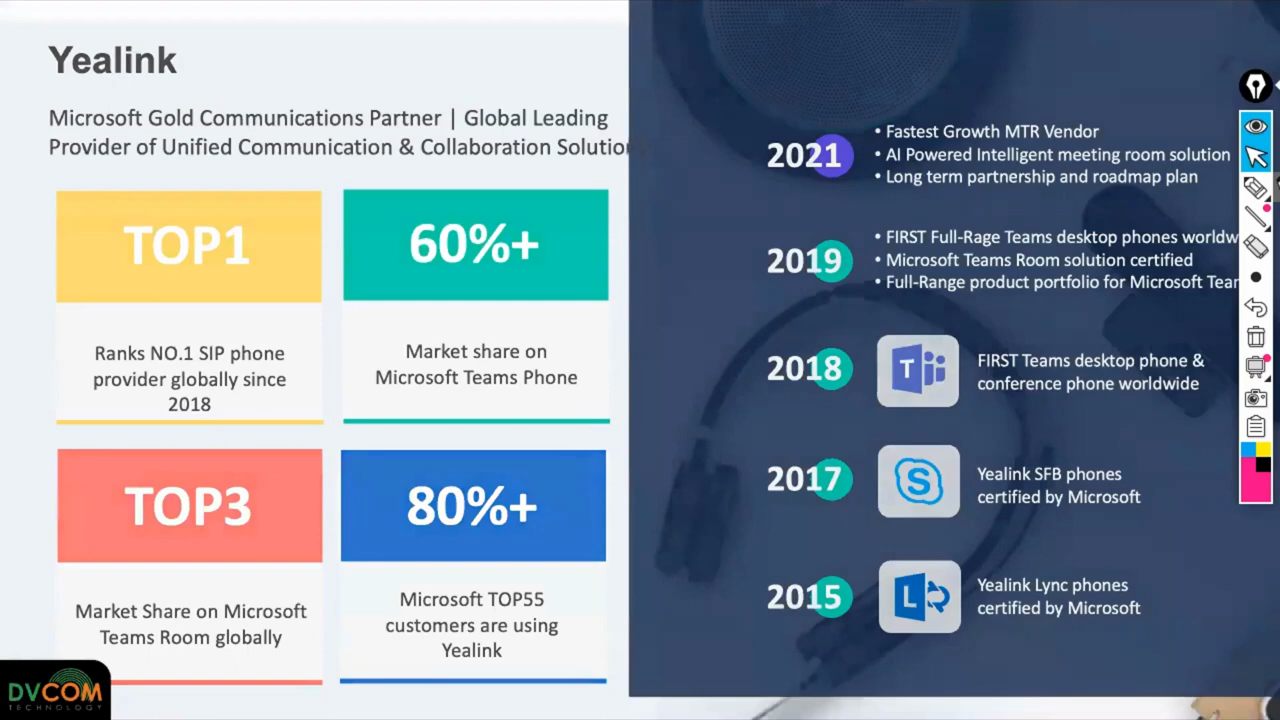 Yealink
Microsoft Gold Communications Partner | Global Leading
Provider of Unified Communication & Collaboration Solutions
TOP1
Ranks NO.1 SIP phone
provider globally since
2018
60%+
Market share on
Microsoft Teams Phone
TOP3
Market Share on Microsoft
Teams Room globally
80%+
Microsoft TOP55
customers are using
Yealink
2021
• Fastest Growth MTR Vendor
• AI Powered Intelligent meeting room solution
• Long term partnership and roadmap plan
2019
• FIRST Full-Rage Teams desktop phones worldw
• Microsoft Teams Room solution certified
• Full-Range product portfolio for Microsoft Tear
2018
T
FIRST Teams desktop phone &
conference phone worldwide
2017
S
Yealink SFB phones
certified by Microsoft
2015
L
Yealink Lync phones
certified by Microsoft
DVCOM
TECHNOLOGY